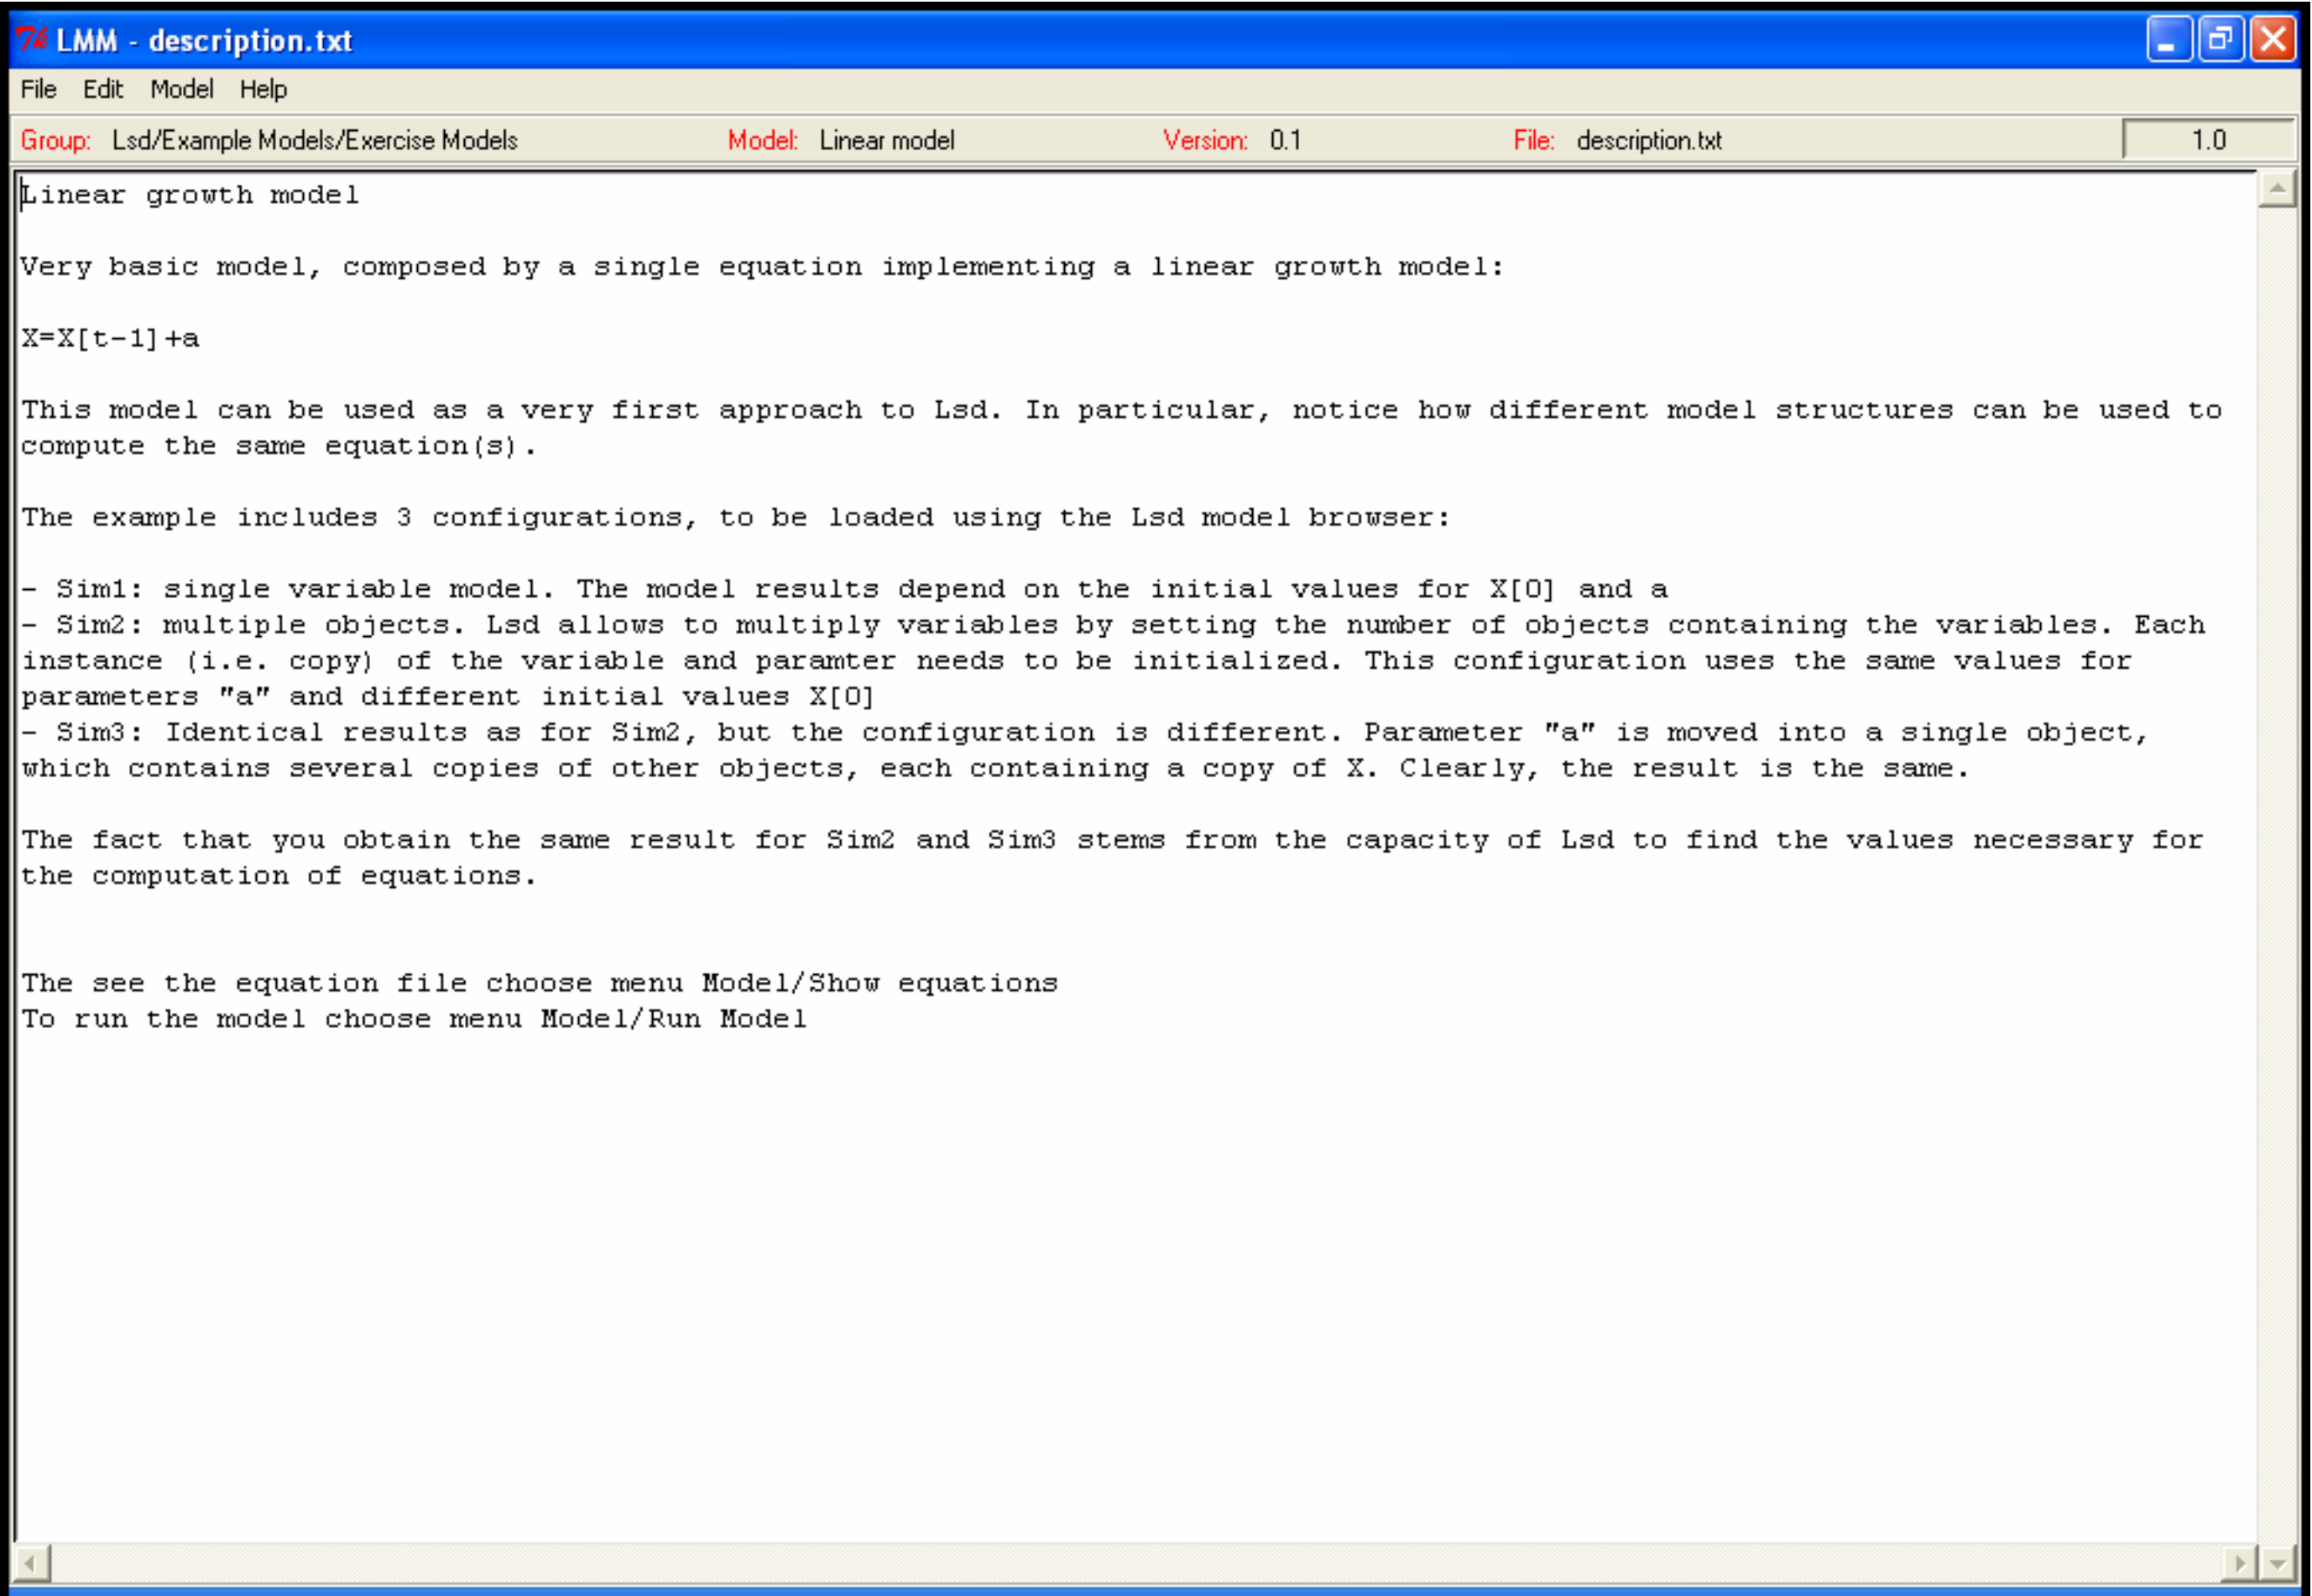 LMM - description.txt
File Edit Model Help
Group: Lsd/Example Models/Exercise Models Model: Linear model Version: 0.1 File: description.txt 1.0
Linear growth model
Very basic model, composed by a single equation implementing a linear growth model:
X=X[t-1]+a
This model can be used as a very first approach to Lsd. In particular, notice how different model structures can be used to
compute the same equation(s).
The example includes 3 configurations, to be loaded using the Lsd model browser:
- Sim1: single variable model. The model results depend on the initial values for X[0] and a
- Sim2: multiple objects. Lsd allows to multiply variables by setting the number of objects containing the variables. Each
instance (i.e. copy) of the variable and paramter needs to be initialized. This configuration uses the same values for
parameters "a" and different initial values X[0]
- Sim3: Identical results as for Sim2, but the configuration is different. Parameter "a" is moved into a single object,
which contains several copies of other objects, each containing a copy of X. Clearly, the result is the same.
The fact that you obtain the same result for Sim2 and Sim3 stems from the capacity of Lsd to find the values necessary for
the computation of equations.
The see the equation file choose menu Model/Show equations
To run the model choose menu Model/Run Model